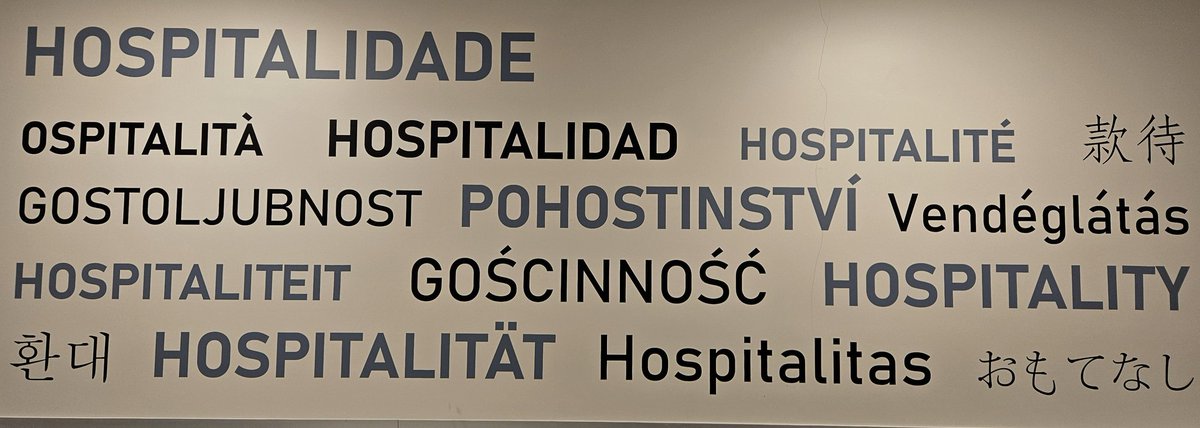 HOSPITALIDADE
OSPITALITÀ HOSPITALIDAD HOSPITALITÉ 款待
GOSTOLJUBNOST POHOSTINSTVÍ Vendéglátás
HOSPITALITEIT GOŚCINNOŚĆ HOSPITALITY
환대 HOSPITALITÄT Hospitalitas おもてなし